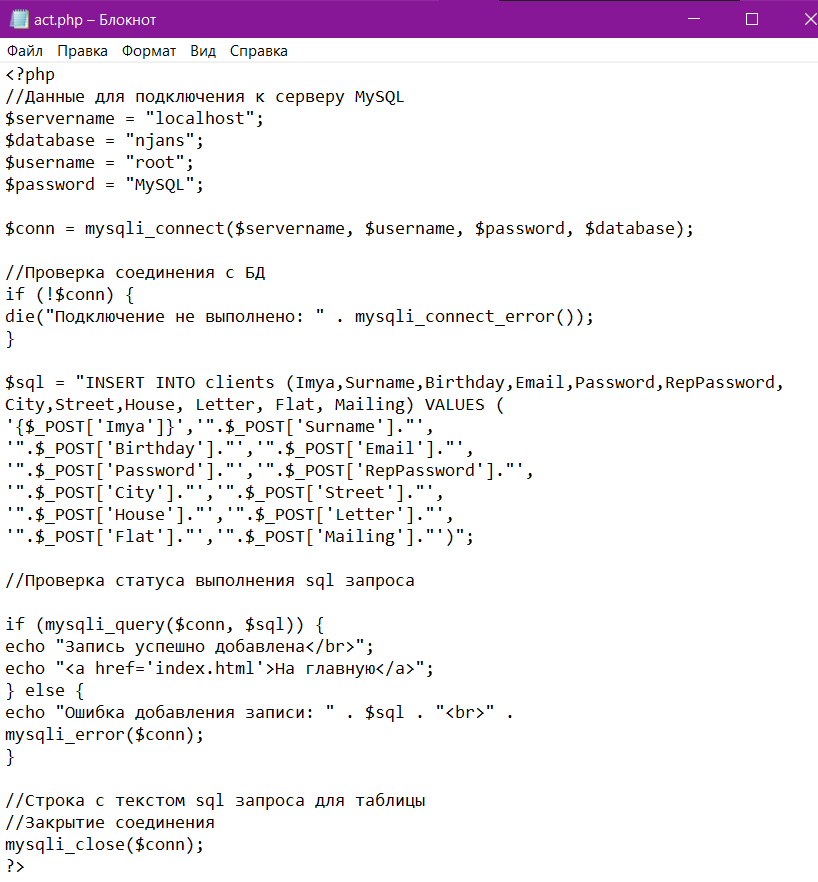 act.php – Блокнот
Файл Правка Формат Вид Справка
<?php
//Данные для подключения к серверу MySQL
$servername = "localhost";
$database = "njans";
$username = "root";
$password = "MySQL";
$conn = mysqli_connect($servername, $username, $password, $database);
//Проверка соединения с БД
if (!$conn) {
die("Подключение не выполнено: " . mysqli_connect_error());
}
$sql = "INSERT INTO clients (Imya,Surname,Birthday,Email,Password,RepPassword,
City,Street,House, Letter, Flat, Mailing) VALUES (
'{$_POST['Imya']}','".$_POST['Surname']."',
'".$_POST['Birthday']."','".$_POST['Email']."',
'".$_POST['Password']."','".$_POST['RepPassword']."',
'".$_POST['City']."','".$_POST['Street']."',
'".$_POST['House']."','".$_POST['Letter']."',
'".$_POST['Flat']."','".$_POST['Mailing']."')";
//Проверка статуса выполнения sql запроса
if (mysqli_query($conn, $sql)) {
echo "Запись успешно добавлена</br>";
echo "<a href='index.html'>На главную</a>";
} else {
echo "Ошибка добавления записи: " . $sql . "<br>" .
mysqli_error($conn);
}
//Строка с текстом sql запроса для таблицы
//Закрытие соединения
mysqli_close($conn);
?>